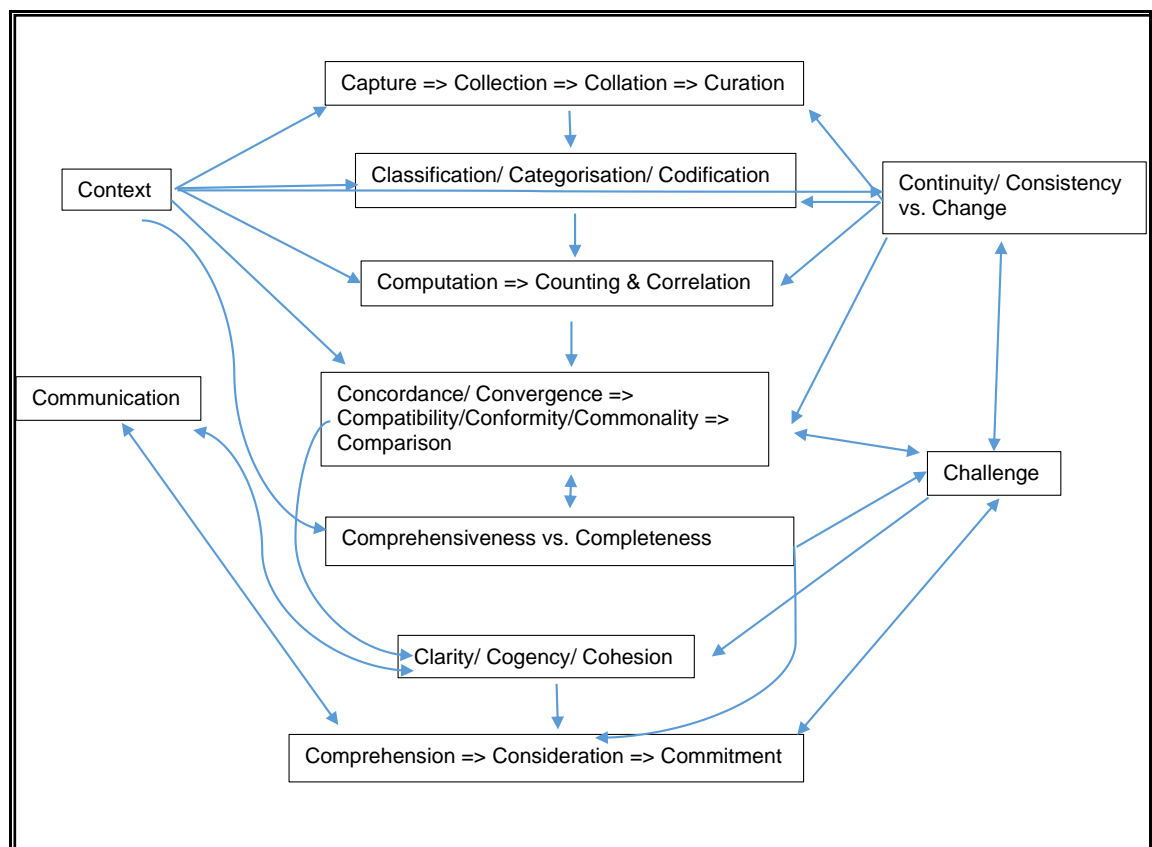 Capture => Collection => Collation => Curation
Classification/ Categorisation/ Codification
Context
Continuity/ Consistency
vs. Change
Computation => Counting & Correlation
Communication
Concordance/ Convergence =>
Compatibility/Conformity/Commonality =>
Comparison
Challenge
Comprehensiveness vs. Completeness
Clarity/ Cogency/ Cohesion
Comprehension => Consideration => Commitment